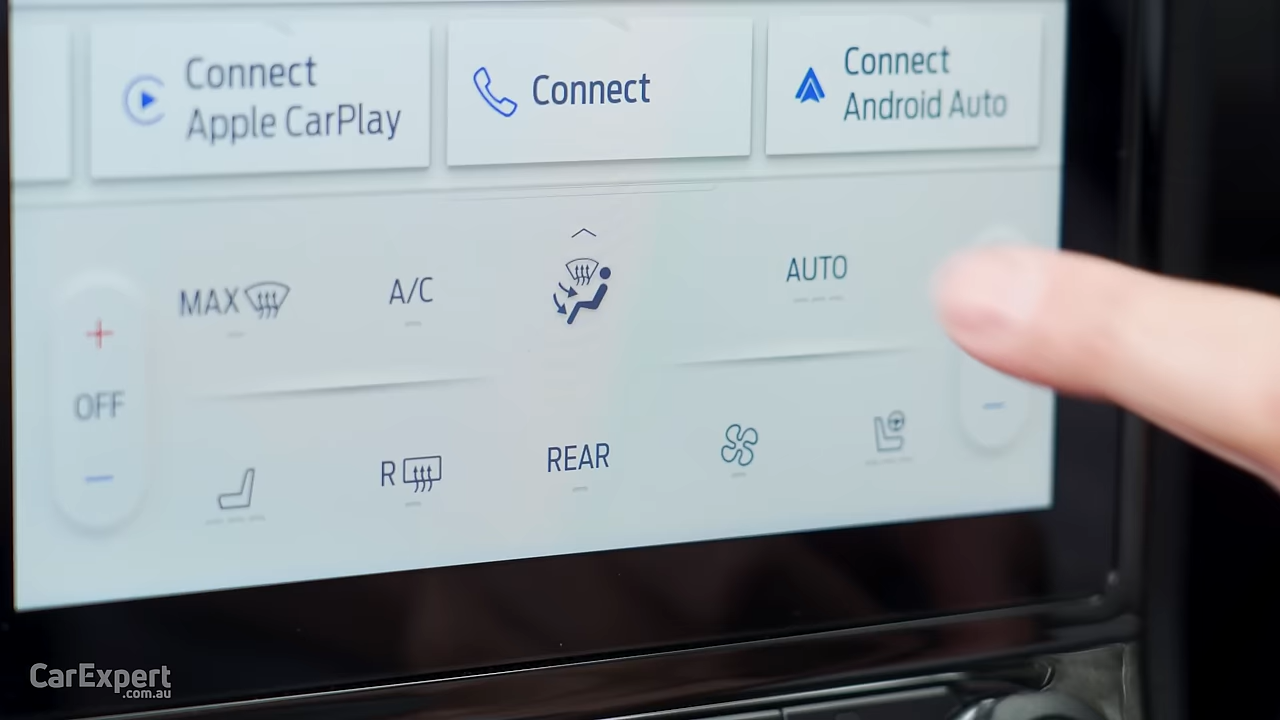 Connect
Apple CarPlay
Connect
Connect
Android Auto
MAX
A/C
AUTO
+
OFF
−
−
R
REAR
CarExpert
.com.au